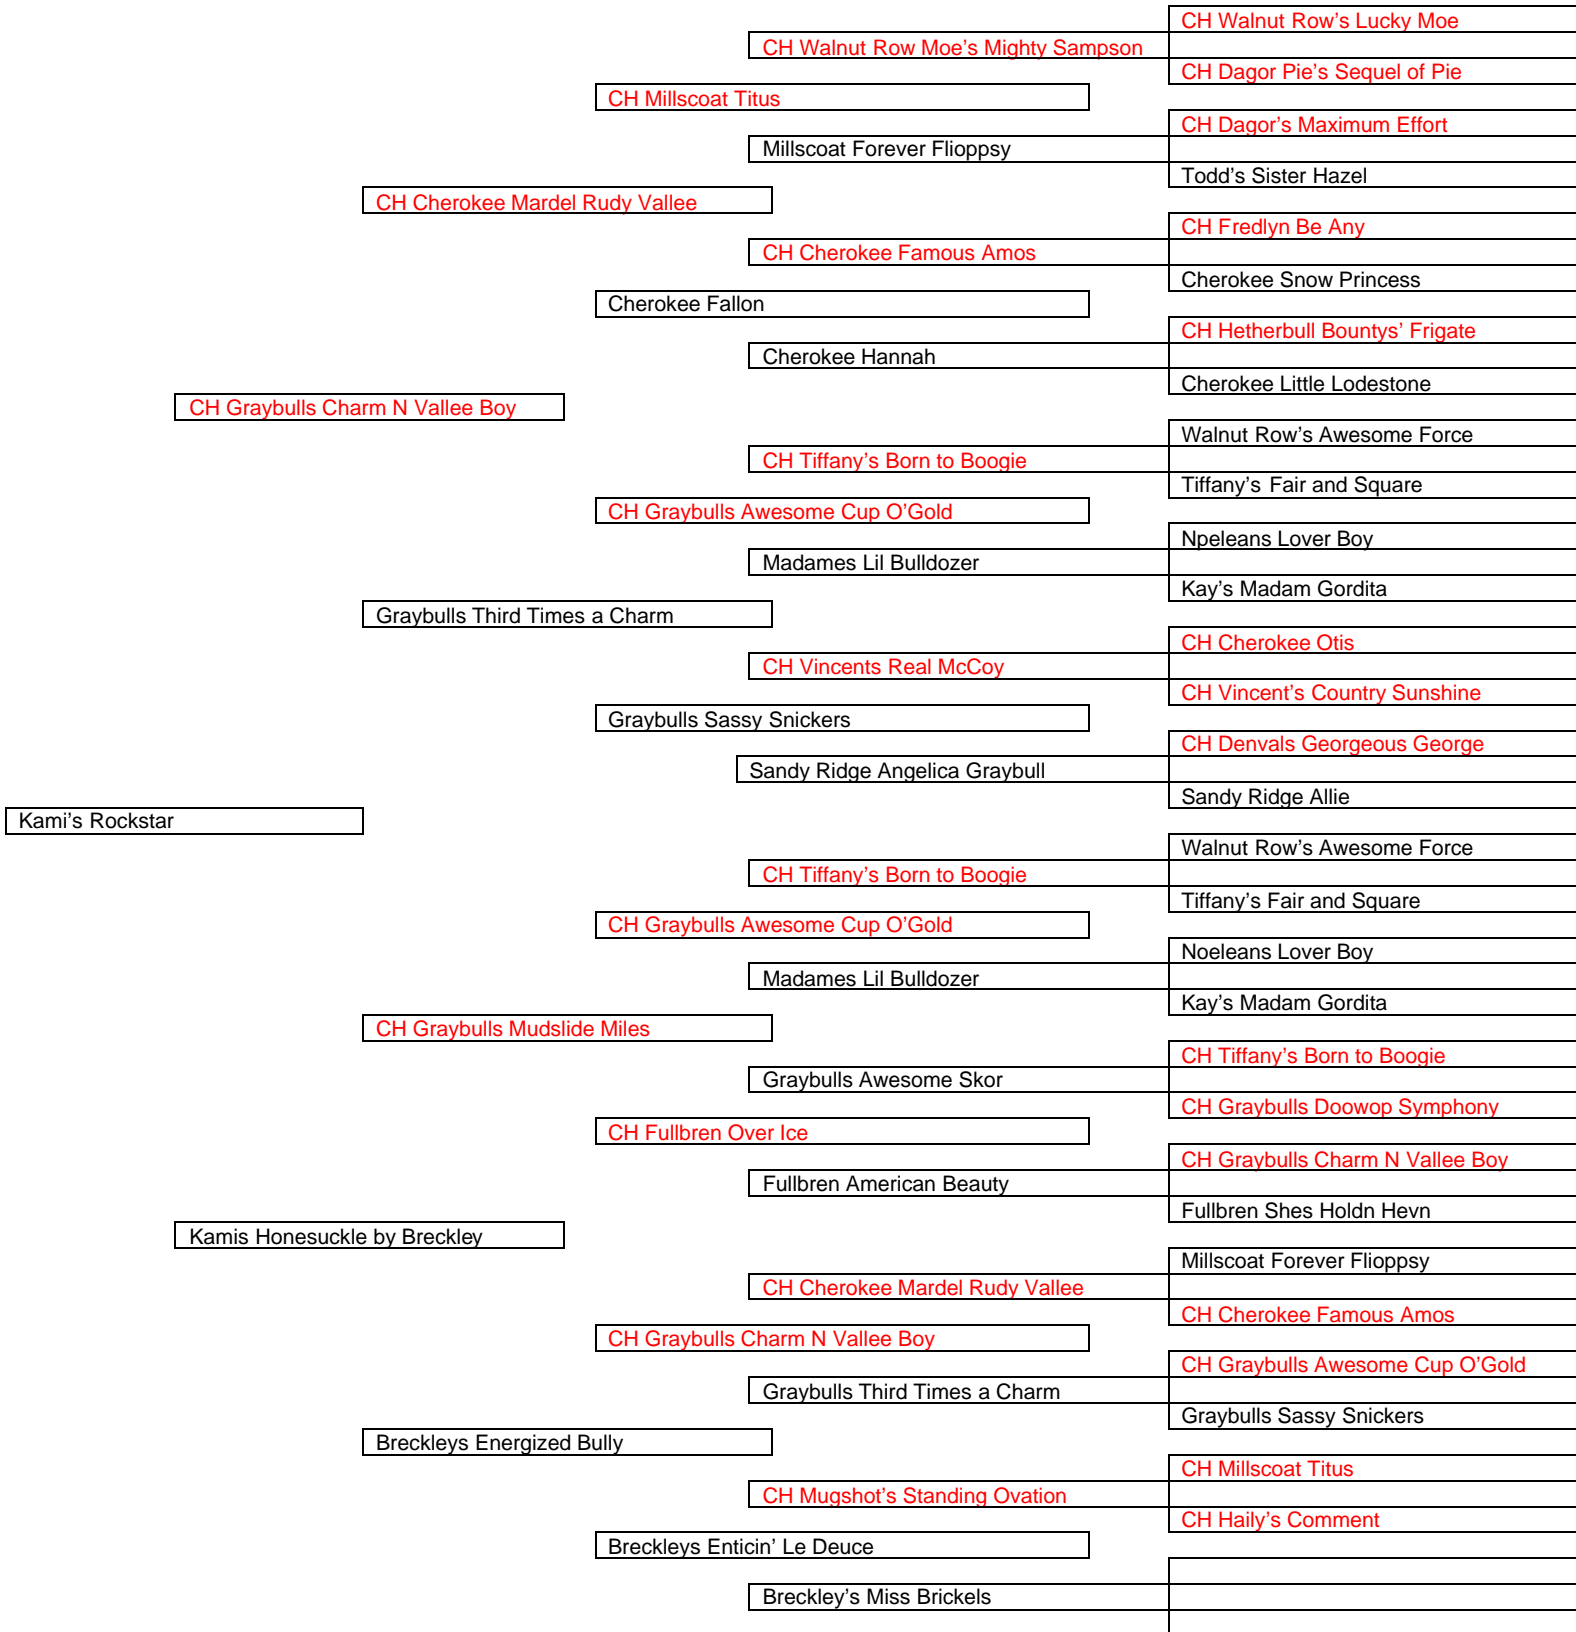 CH Walnut Row's Lucky Moe
CH Walnut Row Moe's Mighty Sampson
CH Dagor Pie's Sequel of Pie
CH Millscoat Titus
CH Dagor's Maximum Effort
Millscoat Forever Flioppsy
Todd's Sister Hazel
CH Cherokee Mardel Rudy Vallee
CH Fredlyn Be Any
CH Cherokee Famous Amos
Cherokee Snow Princess
Cherokee Fallon
CH Hetherbull Bountys' Frigate
Cherokee Hannah
Cherokee Little Lodestone
CH Graybulls Charm N Vallee Boy
Walnut Row's Awesome Force
CH Tiffany's Born to Boogie
Tiffany's Fair and Square
CH Graybulls Awesome Cup O'Gold
Npeleans Lover Boy
Madames Lil Bulldozer
Kay's Madam Gordita
Graybulls Third Times a Charm
CH Cherokee Otis
CH Vincents Real McCoy
CH Vincent's Country Sunshine
Graybulls Sassy Snickers
CH Denvals Georgeous George
Sandy Ridge Angelica Graybull
Sandy Ridge Allie
Kami's Rockstar
Walnut Row's Awesome Force
CH Tiffany's Born to Boogie
Tiffany's Fair and Square
CH Graybulls Awesome Cup O'Gold
Noeleans Lover Boy
Madames Lil Bulldozer
Kay's Madam Gordita
CH Graybulls Mudslide Miles
CH Tiffany's Born to Boogie
Graybulls Awesome Skor
CH Graybulls Doowop Symphony
CH Fullbren Over Ice
CH Graybulls Charm N Vallee Boy
Fullbren American Beauty
Fullbren Shes Holdn Hevn
Kamis Honesuckle by Breckley
Millscoat Forever Flioppsy
CH Cherokee Mardel Rudy Vallee
CH Cherokee Famous Amos
CH Graybulls Charm N Vallee Boy
CH Graybulls Awesome Cup O'Gold
Graybulls Third Times a Charm
Graybulls Sassy Snickers
Breckleys Energized Bully
CH Millscoat Titus
CH Mugshot's Standing Ovation
CH Haily's Comment
Breckleys Enticin' Le Deuce
Breckley's Miss Brickels